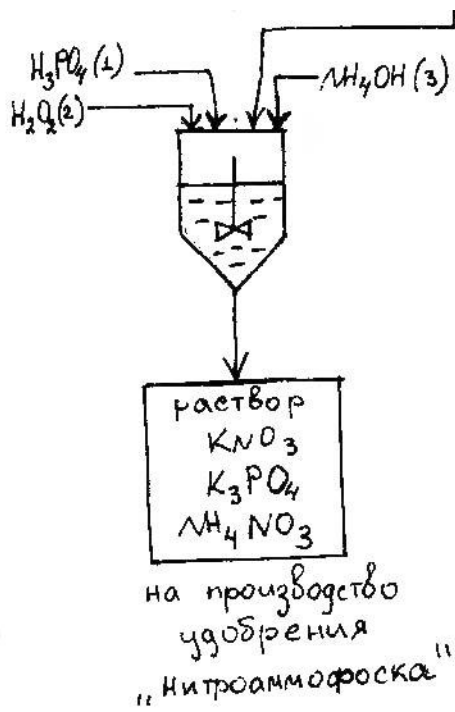 H₃PO₄(1)
H₂O₂(2)
NH₄OH(3)
раствор
KNO₃
K₃PO₄
NH₄NO₃
на производство
удобрения
„Нитроаммофоска"